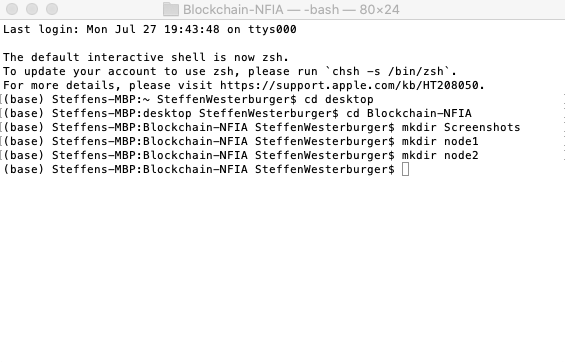 Blockchain-NFIA — -bash — 80×24
Last login: Mon Jul 27 19:43:48 on ttys000
The default interactive shell is now zsh.
To update your account to use zsh, please run `chsh -s /bin/zsh`.
For more details, please visit https://support.apple.com/kb/HT208050.
[(base) Steffens-MBP:~ SteffenWesterburger$ cd desktop ]
[(base) Steffens-MBP:desktop SteffenWesterburger$ cd Blockchain-NFIA ]
[(base) Steffens-MBP:Blockchain-NFIA SteffenWesterburger$ mkdir Screenshots ]
[(base) Steffens-MBP:Blockchain-NFIA SteffenWesterburger$ mkdir node1 ]
[(base) Steffens-MBP:Blockchain-NFIA SteffenWesterburger$ mkdir node2 ]
(base) Steffens-MBP:Blockchain-NFIA SteffenWesterburger$